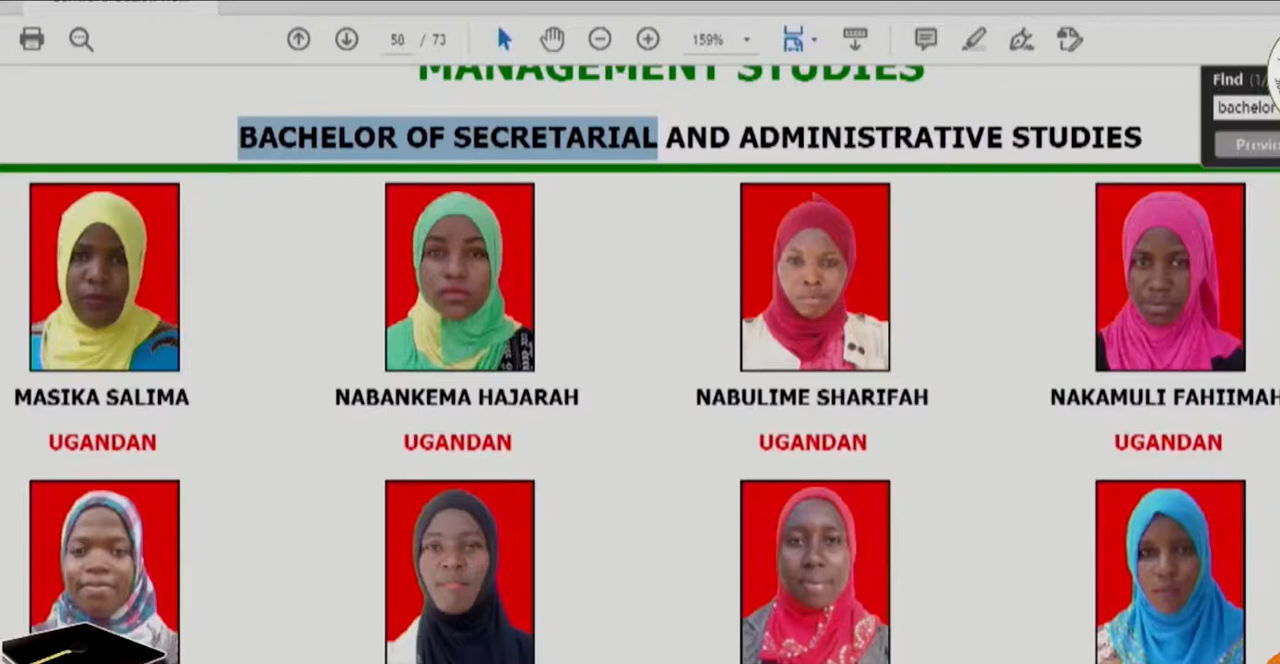 50 / 73
159%
MANAGEMENT STUDIES
Find
bachelor
BACHELOR OF SECRETARIAL AND ADMINISTRATIVE STUDIES
MASIKA SALIMA
NABANKEMA HAJARAH
NABULIME SHARIFAH
NAKAMULI FAHIIMAH
UGANDAN
UGANDAN
UGANDAN
UGANDAN